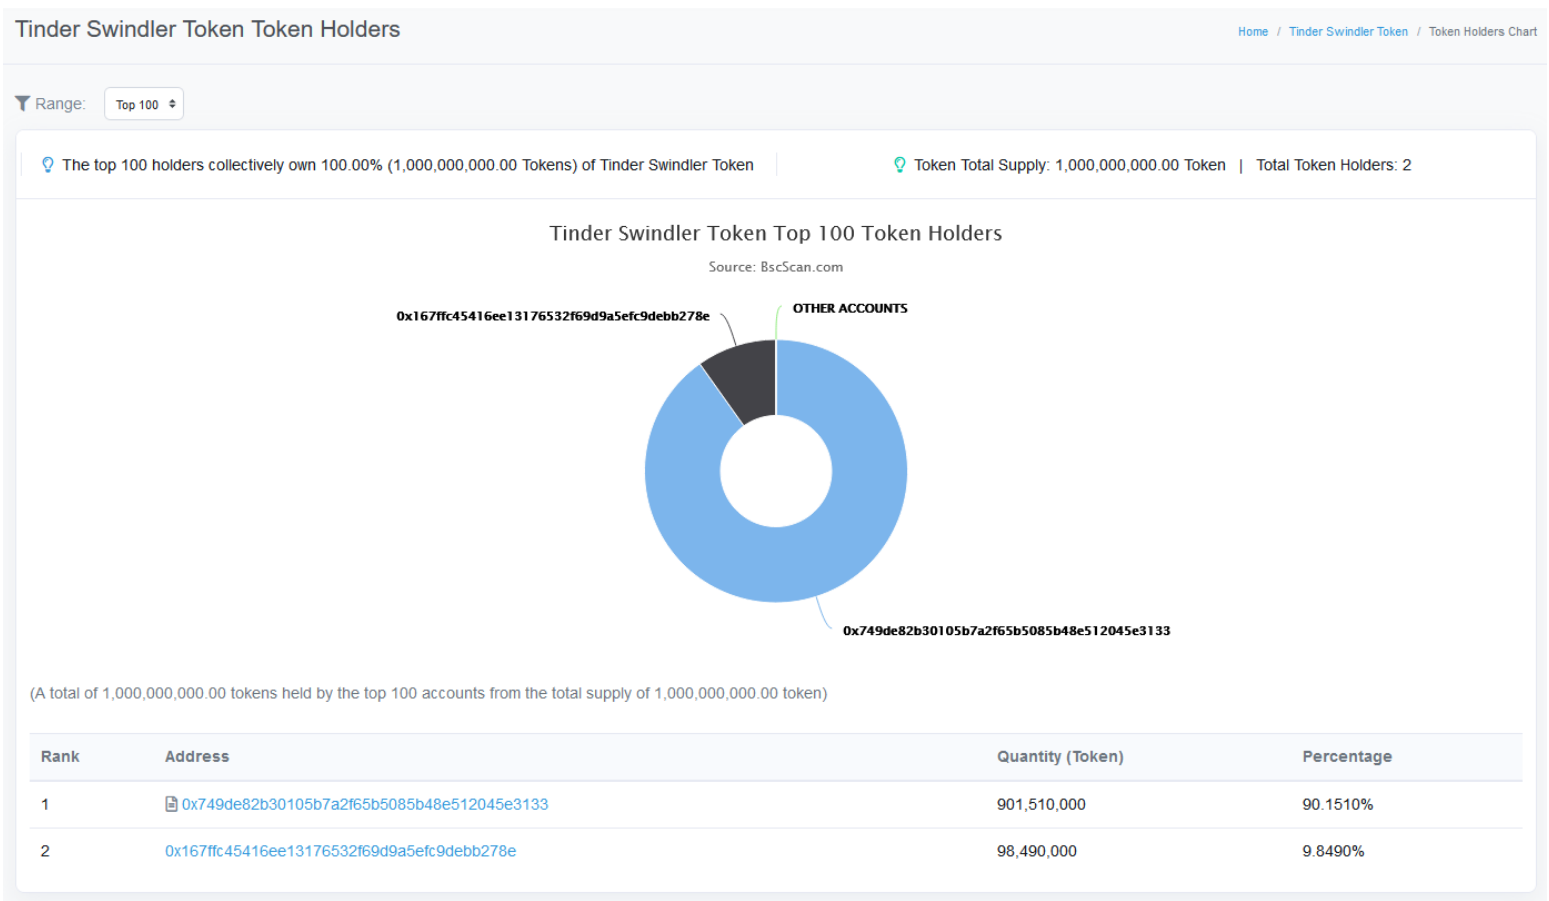 Tinder Swindler Token Token Holders
Home / Tinder Swindler Token / Token Holders Chart
Range: Top 100
The top 100 holders collectively own 100.00% (1,000,000,000.00 Tokens) of Tinder Swindler Token
Token Total Supply: 1,000,000,000.00 Token | Total Token Holders: 2
Tinder Swindler Token Top 100 Token Holders
Source: BscScan.com
OTHER ACCOUNTS
0x167ffc45416ee13176532f69d9a5efc9debb278e
0x749de82b30105b7a2f65b5085b48e512045e3133
(A total of 1,000,000,000.00 tokens held by the top 100 accounts from the total supply of 1,000,000,000.00 token)
Rank Address Quantity (Token) Percentage
1 0x749de82b30105b7a2f65b5085b48e512045e3133 901,510,000 90.1510%
2 0x167ffc45416ee13176532f69d9a5efc9debb278e 98,490,000 9.8490%